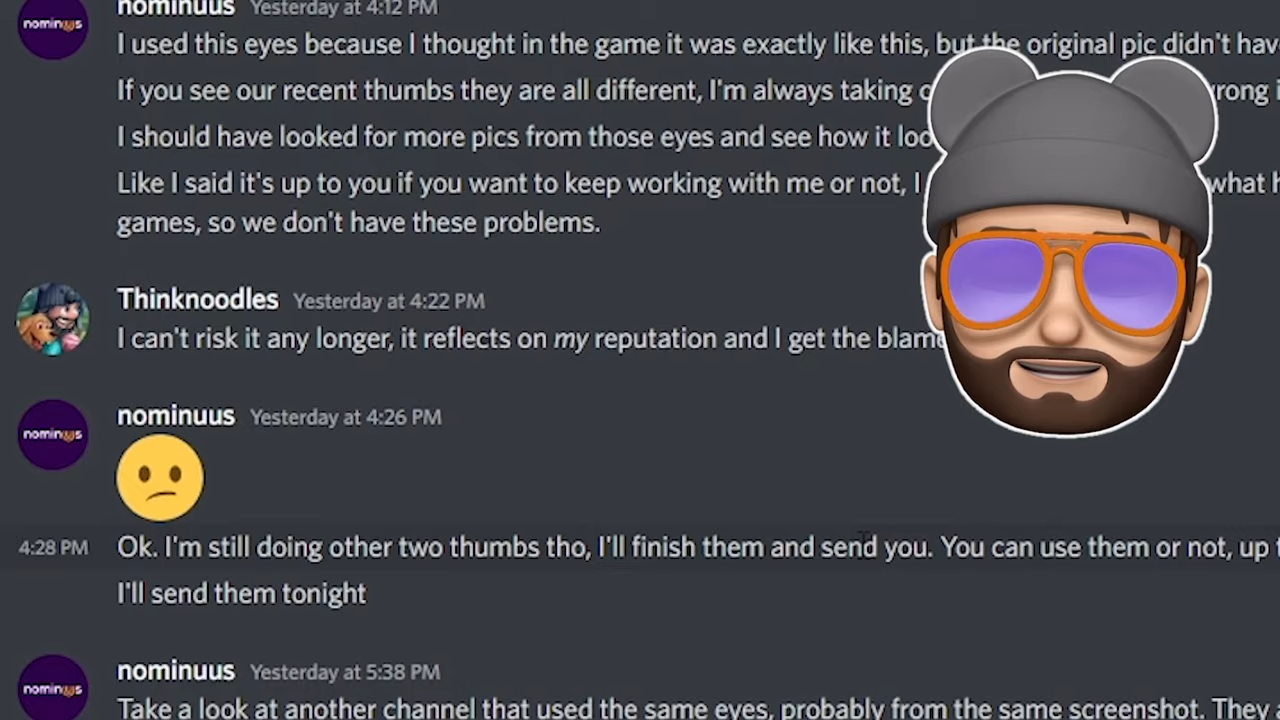 nominuus Yesterday at 4:12 PM
nominuus
I used this eyes because I thought in the game it was exactly like this, but the original pic didn't hav
If you see our recent thumbs they are all different, I'm always taking wrong
I should have looked for more pics from those eyes and see how it loo
Like I said it's up to you if you want to keep working with me or not, I what h
games, so we don't have these problems.
Thinknoodles Yesterday at 4:22 PM
I can't risk it any longer, it reflects on my reputation and I get the blame
nominuus Yesterday at 4:26 PM
nominuus
4:28 PM Ok. I'm still doing other two thumbs tho, I'll finish them and send you. You can use them or not, up
I'll send them tonight
nominuus Yesterday at 5:38 PM
nominuus
Take a look at another channel that used the same eyes, probably from the same screenshot. They